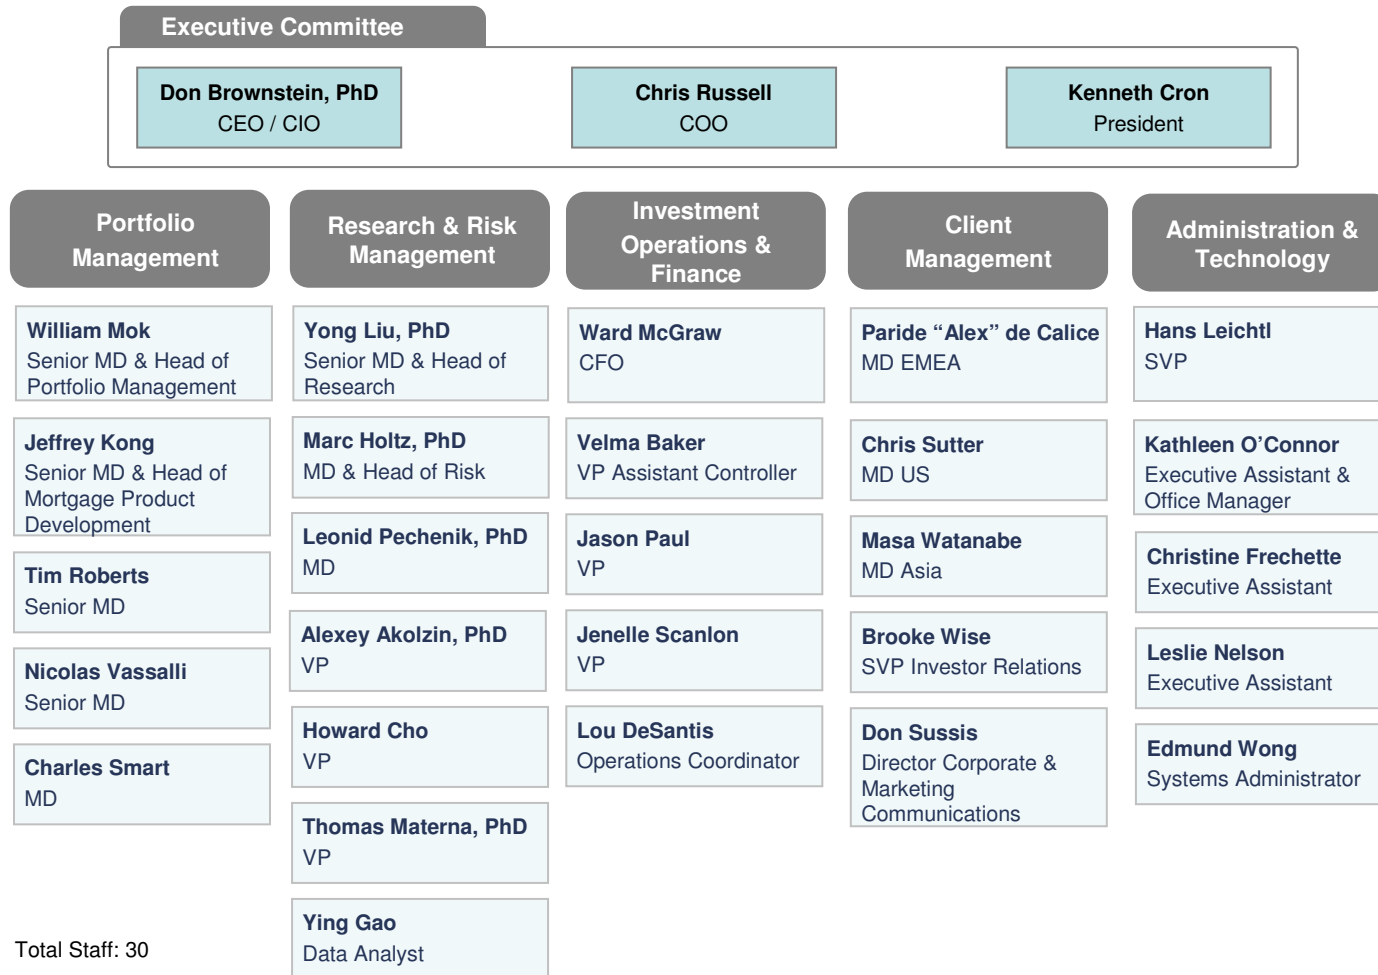 Executive Committee
Don Brownstein, PhD
CEO / CIO
Chris Russell
COO
Kenneth Cron
President
Portfolio
Management
William Mok
Senior MD & Head of
Portfolio Management
Jeffrey Kong
Senior MD & Head of
Mortgage Product
Development
Tim Roberts
Senior MD
Nicolas Vassalli
Senior MD
Charles Smart
MD
Research & Risk
Management
Yong Liu, PhD
Senior MD & Head of
Research
Marc Holtz, PhD
MD & Head of Risk
Leonid Pechenik, PhD
MD
Alexey Akolzin, PhD
VP
Howard Cho
VP
Thomas Materna, PhD
VP
Ying Gao
Data Analyst
Investment
Operations &
Finance
Ward McGraw
CFO
Velma Baker
VP Assistant Controller
Jason Paul
VP
Jenelle Scanlon
VP
Lou DeSantis
Operations Coordinator
Client
Management
Paride “Alex” de Calice
MD EMEA
Chris Sutter
MD US
Masa Watanabe
MD Asia
Brooke Wise
SVP Investor Relations
Don Sussis
Director Corporate &
Marketing
Communications
Administration &
Technology
Hans Leichtl
SVP
Kathleen O’Connor
Executive Assistant &
Office Manager
Christine Frechette
Executive Assistant
Leslie Nelson
Executive Assistant
Edmund Wong
Systems Administrator
Total Staff: 30